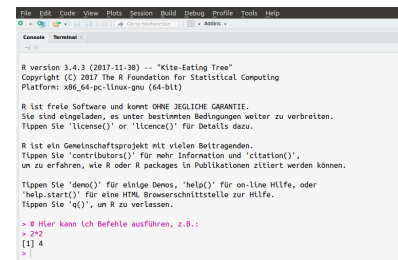 File Edit Code View Plots Session Build Debug Profile Tools Help
Go to file/function Addins
Console Terminal ×
~/
R version 3.4.3 (2017-11-30) -- "Kite-Eating Tree"
Copyright (C) 2017 The R Foundation for Statistical Computing
Platform: x86_64-pc-linux-gnu (64-bit)
R ist freie Software und kommt OHNE JEGLICHE GARANTIE.
Sie sind eingeladen, es unter bestimmten Bedingungen weiter zu verbreiten.
Tippen Sie 'license()' or 'licence()' für Details dazu.
R ist ein Gemeinschaftsprojekt mit vielen Beitragenden.
Tippen Sie 'contributors()' für mehr Information und 'citation()',
um zu erfahren, wie R oder R packages in Publikationen zitiert werden können.
Tippen Sie 'demo()' für einige Demos, 'help()' für on-line Hilfe, oder
'help.start()' für eine HTML Browserschnittstelle zur Hilfe.
Tippen Sie 'q()', um R zu verlassen.
> # Hier kann ich Befehle ausführen, z.B.:
> 2*2
[1] 4
>